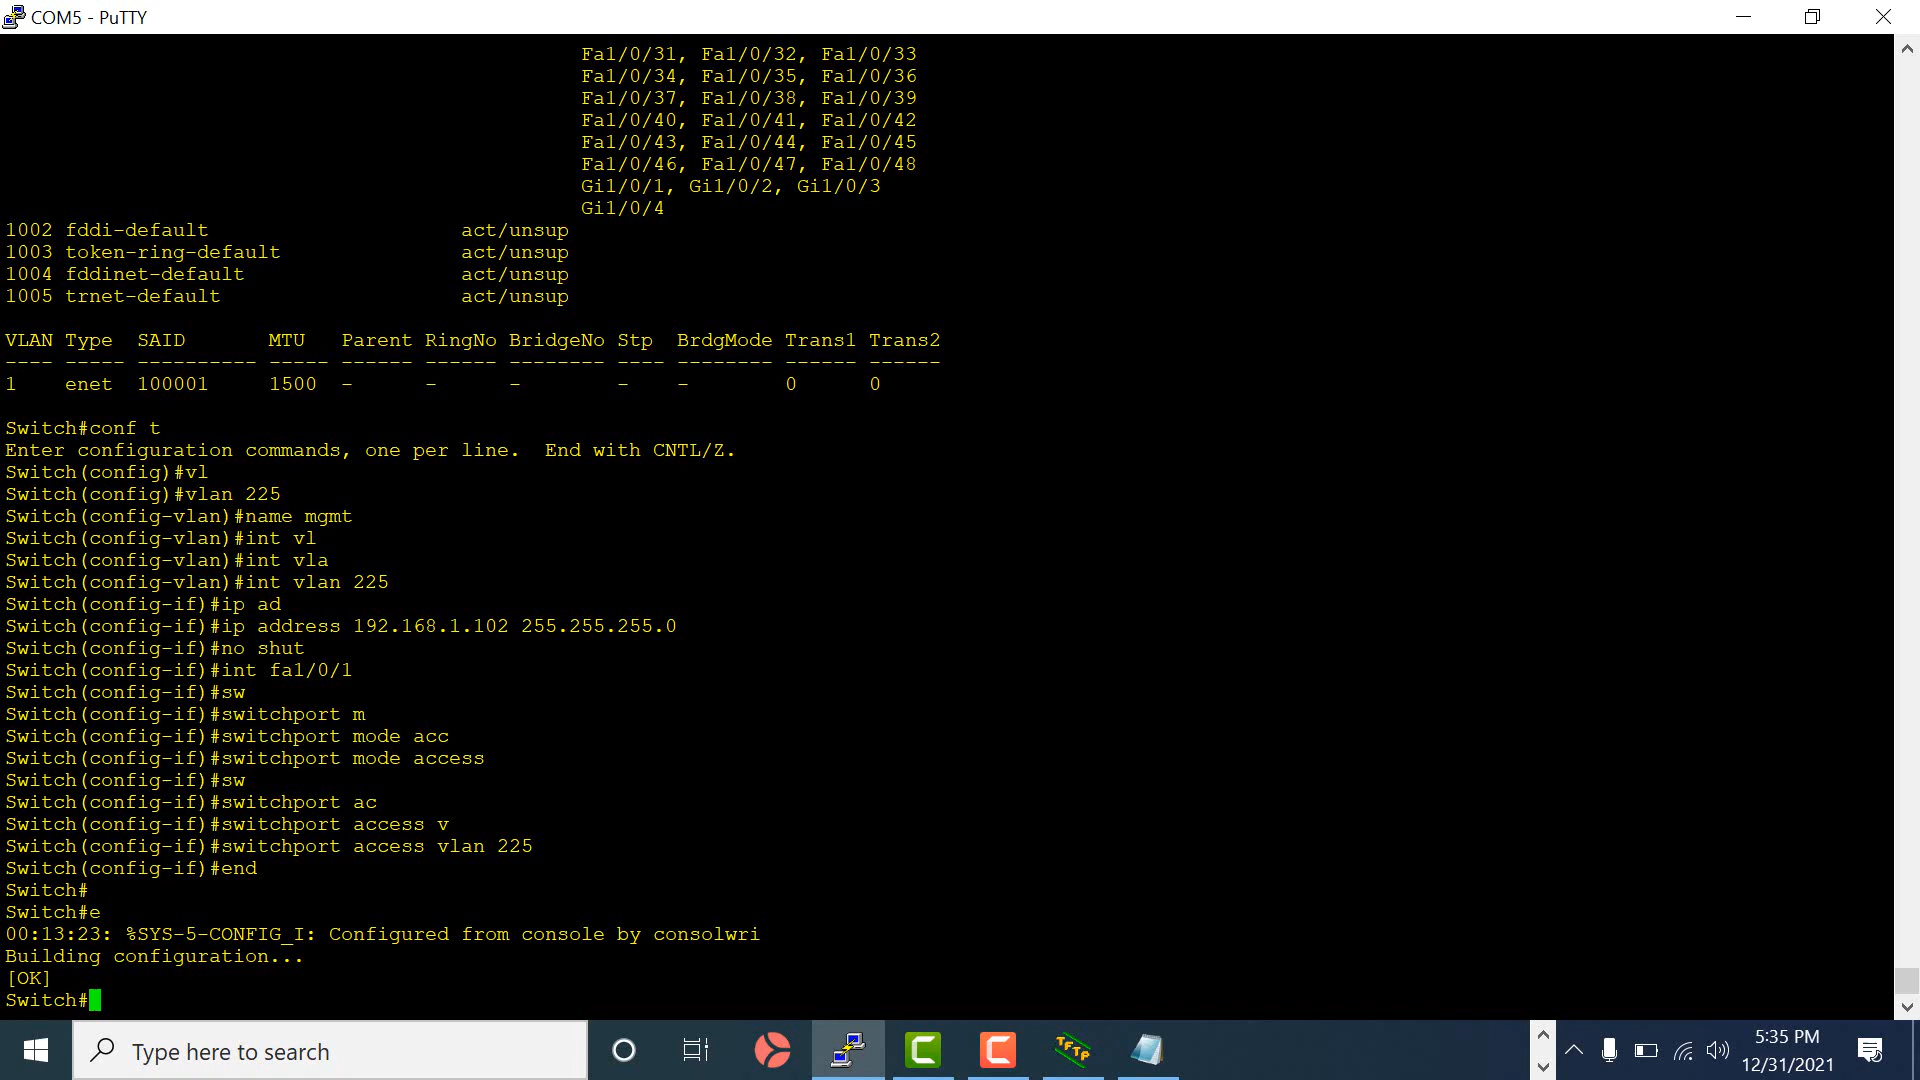 COM5 - PuTTY
Fa1/0/31, Fa1/0/32, Fa1/0/33
Fa1/0/34, Fa1/0/35, Fa1/0/36
Fa1/0/37, Fa1/0/38, Fa1/0/39
Fa1/0/40, Fa1/0/41, Fa1/0/42
Fa1/0/43, Fa1/0/44, Fa1/0/45
Fa1/0/46, Fa1/0/47, Fa1/0/48
Gi1/0/1, Gi1/0/2, Gi1/0/3
Gi1/0/4
1002 fddi-default                     act/unsup
1003 token-ring-default               act/unsup
1004 fddinet-default                  act/unsup
1005 trnet-default                    act/unsup
VLAN Type  SAID       MTU   Parent RingNo BridgeNo Stp  BrdgMode Trans1 Trans2
---- ----- ---------- ----- ------ ------ -------- ---- -------- ------ ------
1    enet  100001     1500  -      -      -        -    -        0      0
Switch#conf t
Enter configuration commands, one per line.  End with CNTL/Z.
Switch(config)#vl
Switch(config)#vlan 225
Switch(config-vlan)#name mgmt
Switch(config-vlan)#int vl
Switch(config-vlan)#int vla
Switch(config-vlan)#int vlan 225
Switch(config-if)#ip ad
Switch(config-if)#ip address 192.168.1.102 255.255.255.0
Switch(config-if)#no shut
Switch(config-if)#int fa1/0/1
Switch(config-if)#sw
Switch(config-if)#switchport m
Switch(config-if)#switchport mode acc
Switch(config-if)#switchport mode access
Switch(config-if)#sw
Switch(config-if)#switchport ac
Switch(config-if)#switchport access v
Switch(config-if)#switchport access vlan 225
Switch(config-if)#end
Switch#
Switch#e
00:13:23: %SYS-5-CONFIG_I: Configured from console by consolwri
Building configuration...
[OK]
Switch#
Type here to search
TFTP
5:35 PM
12/31/2021